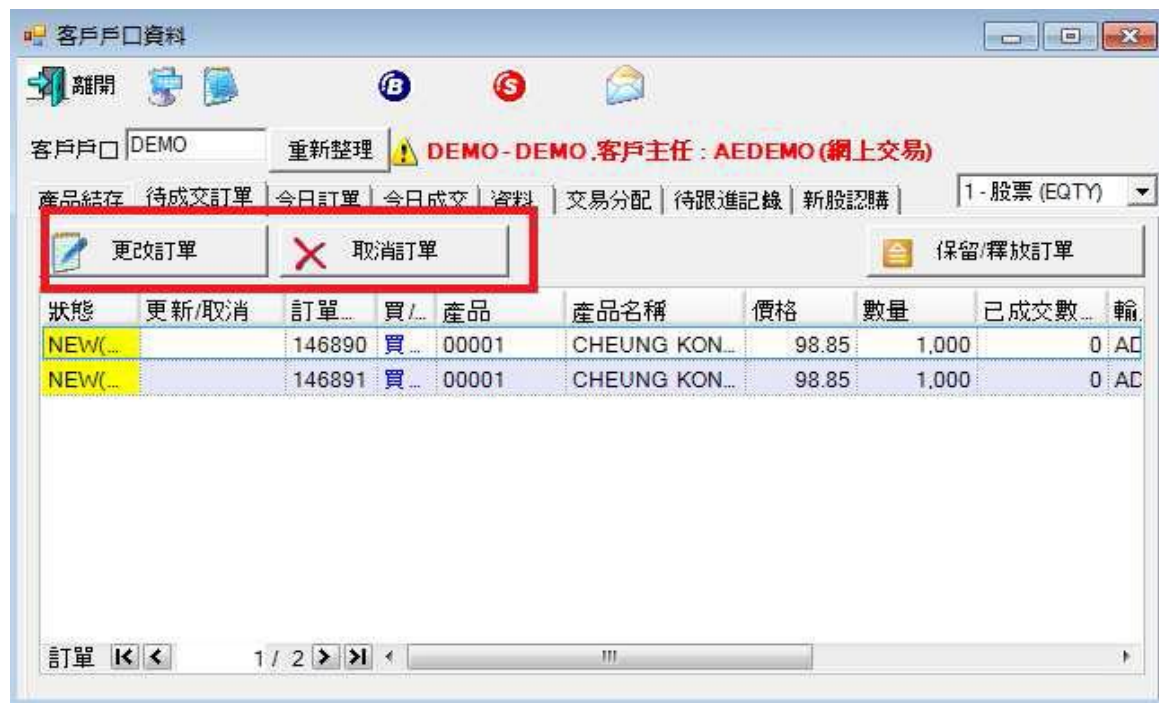 客戶戶口資料
離開 B S
客戶戶口 DEMO 重新整理 DEMO - DEMO ,客戶主任 : AEDEMO (網上交易)
產品結存 待成交訂單 今日訂單 今日成交 資料 交易分配 待跟進記錄 新股認購 1 - 股票 (EQTY)
更改訂單 取消訂單 保留/釋放訂單
狀態 更新/取消 訂單... 買/... 產品 產品名稱 價格 數量 已成交數... 輸
NEW(... 146890 買 ... 00001 CHEUNG KON... 98.85 1,000 0 AD
NEW(... 146891 買 ... 00001 CHEUNG KON... 98.85 1,000 0 AD
訂單 1 / 2